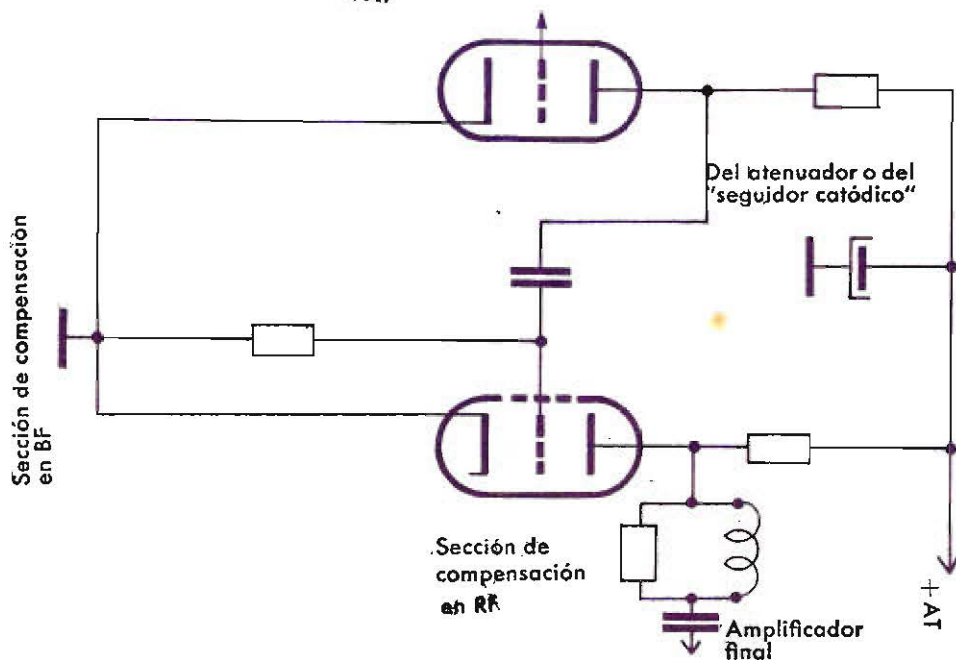 Del atenuador o del
"seguidor catódico"
Sección de compensación
en BF
Sección de
compensación
en RF
Amplificador
final
+ AT